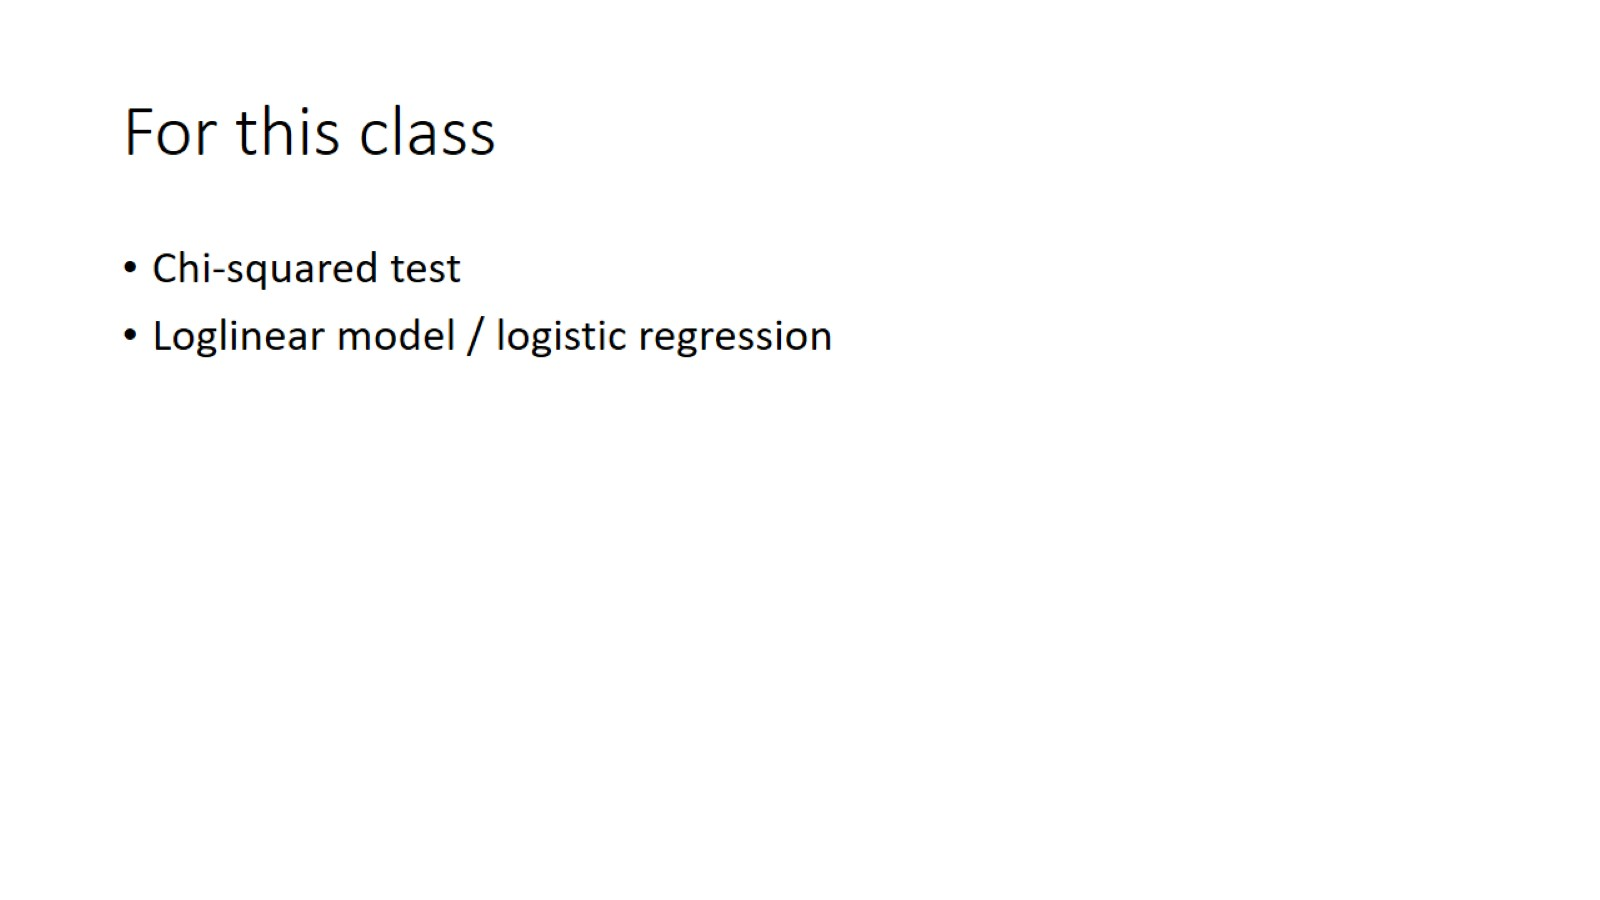 For this class
• Chi-squared test
• Loglinear model / logistic regression